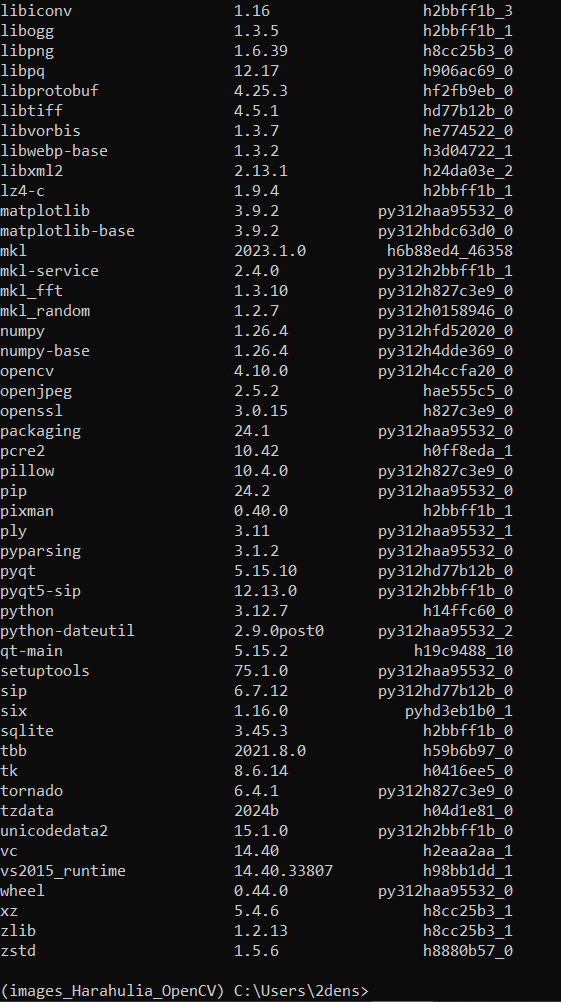 libiconv 1.16 h2bbff1b_3
libogg 1.3.5 h2bbff1b_1
libpng 1.6.39 h8cc25b3_0
libpq 12.17 h906ac69_0
libprotobuf 4.25.3 hf2fb9eb_0
libtiff 4.5.1 hd77b12b_0
libvorbis 1.3.7 he774522_0
libwebp-base 1.3.2 h3d04722_1
libxml2 2.13.1 h24da03e_2
lz4-c 1.9.4 h2bbff1b_1
matplotlib 3.9.2 py312haa95532_0
matplotlib-base 3.9.2 py312hbdc63d0_0
mkl 2023.1.0 h6b88ed4_46358
mkl-service 2.4.0 py312h2bbff1b_1
mkl_fft 1.3.10 py312h827c3e9_0
mkl_random 1.2.7 py312h0158946_0
numpy 1.26.4 py312hfd52020_0
numpy-base 1.26.4 py312h4dde369_0
opencv 4.10.0 py312h4ccfa20_0
openjpeg 2.5.2 hae555c5_0
openssl 3.0.15 h827c3e9_0
packaging 24.1 py312haa95532_0
pcre2 10.42 h0ff8eda_1
pillow 10.4.0 py312h827c3e9_0
pip 24.2 py312haa95532_0
pixman 0.40.0 h2bbff1b_1
ply 3.11 py312haa95532_1
pyparsing 3.1.2 py312haa95532_0
pyqt 5.15.10 py312hd77b12b_0
pyqt5-sip 12.13.0 py312h2bbff1b_0
python 3.12.7 h14ffc60_0
python-dateutil 2.9.0post0 py312haa95532_2
qt-main 5.15.2 h19c9488_10
setuptools 75.1.0 py312haa95532_0
sip 6.7.12 py312hd77b12b_0
six 1.16.0 pyhd3eb1b0_1
sqlite 3.45.3 h2bbff1b_0
tbb 2021.8.0 h59b6b97_0
tk 8.6.14 h0416ee5_0
tornado 6.4.1 py312h827c3e9_0
tzdata 2024b h04d1e81_0
unicodedata2 15.1.0 py312h2bbff1b_0
vc 14.40 h2eaa2aa_1
vs2015_runtime 14.40.33807 h98bb1dd_1
wheel 0.44.0 py312haa95532_0
xz 5.4.6 h8cc25b3_1
zlib 1.2.13 h8cc25b3_1
zstd 1.5.6 h8880b57_0
(images_Harahulia_OpenCV) C:\Users\2dens>